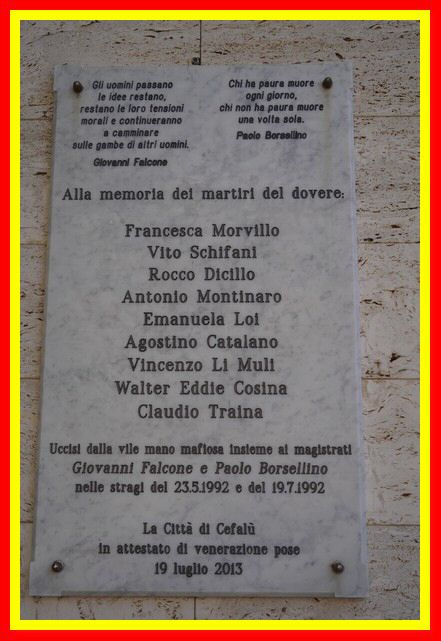 Gli uomini passano
le idee restano,
restano le loro tensioni
morali e continueranno
a camminare
sulle gambe di altri uomini.
Giovanni Falcone
Chi ha paura muore
ogni giorno,
chi non ha paura muore
una volta sola.
Paolo Borsellino
Alla memoria dei martiri del dovere:
Francesca Morvillo
Vito Schifani
Rocco Dicillo
Antonio Montinaro
Emanuela Loi
Agostino Catalano
Vincenzo Li Muli
Walter Eddie Cosina
Claudio Traina
Uccisi dalla vile mano mafiosa insieme ai magistrati
Giovanni Falcone e Paolo Borsellino
nelle stragi del 23.5.1992 e del 19.7.1992
La Città di Cefalù
in attestato di venerazione pose
19 luglio 2013